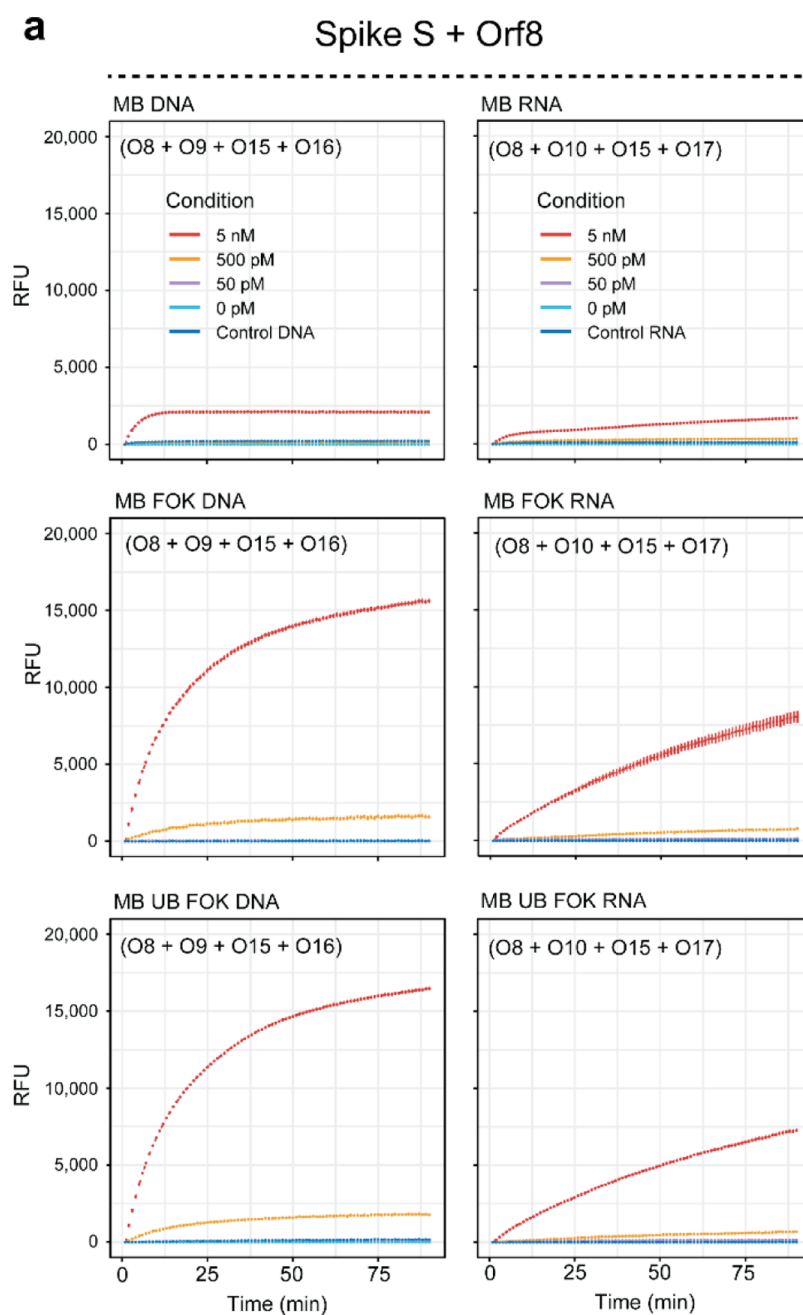 a
Spike S + Orf8
MB DNA
(O8 + O9 + O15 + O16)
Condition
5 nM
500 pM
50 pM
0 pM
Control DNA
20,000
15,000
10,000
5,000
0
RFU
MB RNA
(O8 + O10 + O15 + O17)
Condition
5 nM
500 pM
50 pM
0 pM
Control RNA
MB FOK DNA
(O8 + O9 + O15 + O16)
20,000
15,000
10,000
5,000
0
RFU
MB FOK RNA
(O8 + O10 + O15 + O17)
MB UB FOK DNA
(O8 + O9 + O15 + O16)
20,000
15,000
10,000
5,000
0
RFU
0 25 50 75
Time (min)
MB UB FOK RNA
(O8 + O10 + O15 + O17)
0 25 50 75
Time (min)